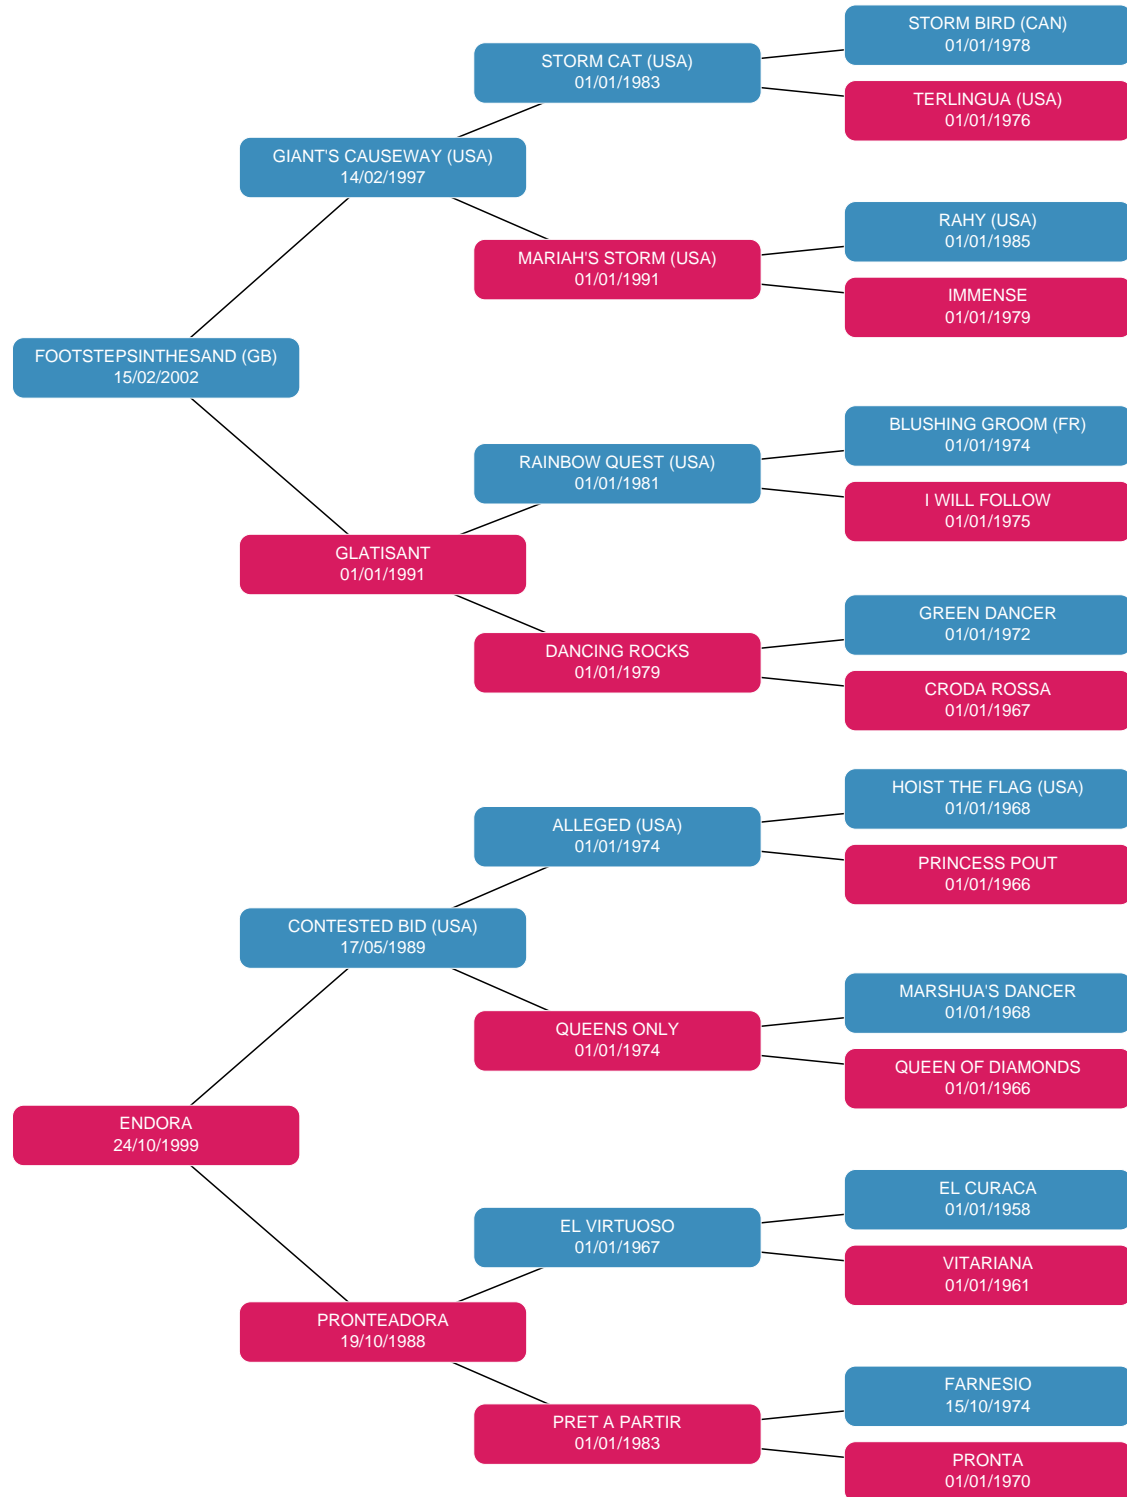 STORM BIRD (CAN)
01/01/1978
STORM CAT (USA)
01/01/1983
TERLINGUA (USA)
01/01/1976
GIANT'S CAUSEWAY (USA)
14/02/1997
RAHY (USA)
01/01/1985
MARIAH'S STORM (USA)
01/01/1991
IMMENSE
01/01/1979
FOOTSTEPSINTHESAND (GB)
15/02/2002
BLUSHING GROOM (FR)
01/01/1974
RAINBOW QUEST (USA)
01/01/1981
I WILL FOLLOW
01/01/1975
GLATISANT
01/01/1991
GREEN DANCER
01/01/1972
DANCING ROCKS
01/01/1979
CRODA ROSSA
01/01/1967
HOIST THE FLAG (USA)
01/01/1968
ALLEGED (USA)
01/01/1974
PRINCESS POUT
01/01/1966
CONTESTED BID (USA)
17/05/1989
MARSHUA'S DANCER
01/01/1968
QUEENS ONLY
01/01/1974
QUEEN OF DIAMONDS
01/01/1966
ENDORA
24/10/1999
EL CURACA
01/01/1958
EL VIRTUOSO
01/01/1967
VITARIANA
01/01/1961
PRONTEADORA
19/10/1988
FARNESIO
15/10/1974
PRET A PARTIR
01/01/1983
PRONTA
01/01/1970